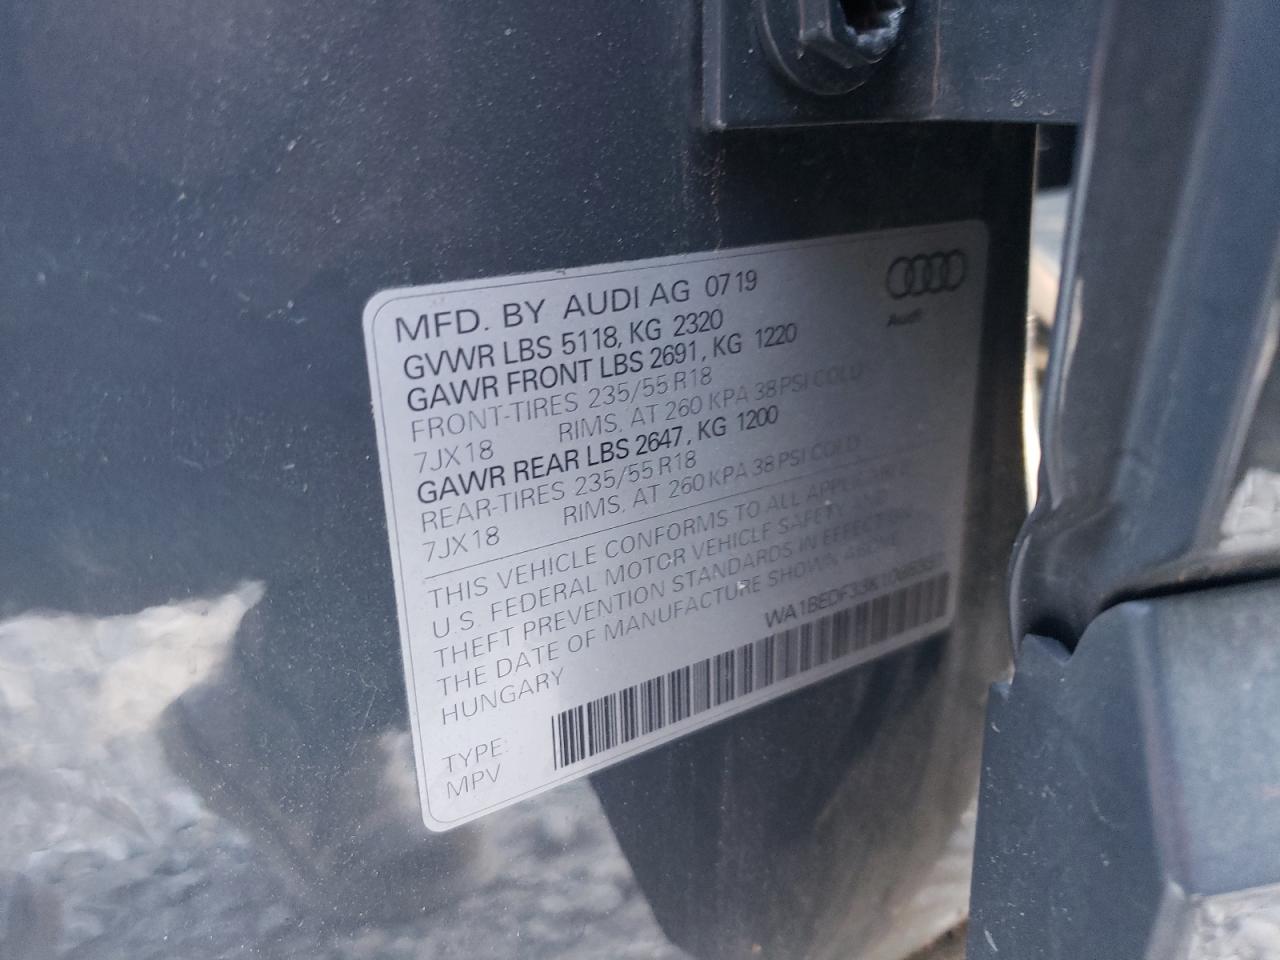 MFD. BY AUDI AG 0719
Audi
GVWR LBS 5118, KG 2320
GAWR FRONT LBS 2691, KG 1220
FRONT-TIRES 235/55 R18
7JX18 RIMS, AT 260 KPA 38 PSI COLD
GAWR REAR LBS 2647, KG 1200
REAR-TIRES 235/55 R18
7JX18 RIMS, AT 260 KPA 38 PSI COLD
THIS VEHICLE CONFORMS TO ALL APPLICABLE
U.S. FEDERAL MOTOR VEHICLE SAFETY AND
THEFT PREVENTION STANDARDS IN EFFECT ON
THE DATE OF MANUFACTURE SHOWN ABOVE
HUNGARY
TYPE:
MPV